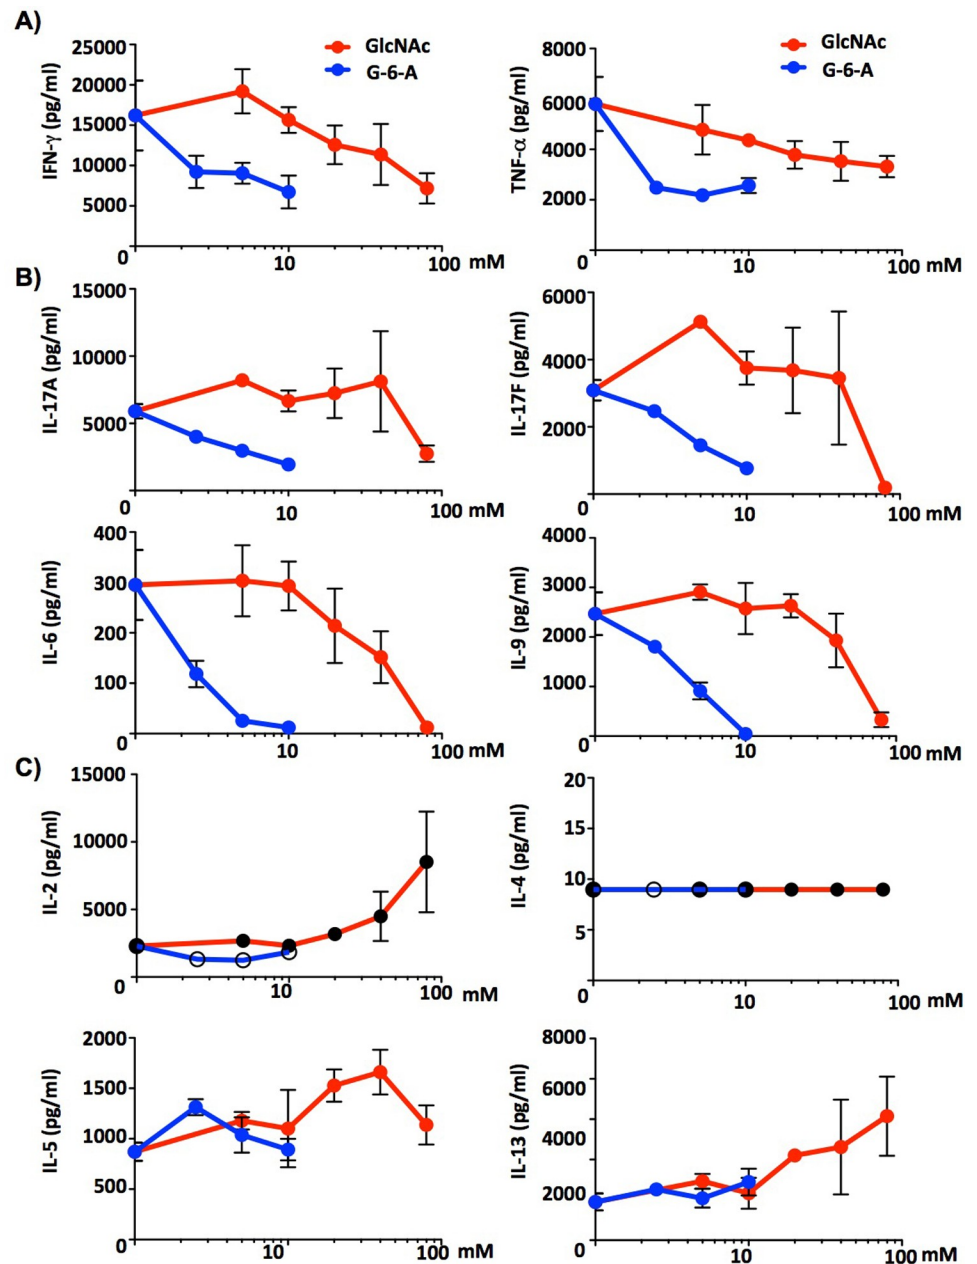 A)
IFN-γ (pg/ml)
25000
20000
15000
10000
5000
0
10
100 mM
GlcNAc
G-6-A
TNF-α (pg/ml)
8000
6000
4000
2000
0
10
100 mM
GlcNAc
G-6-A
B)
IL-17A (pg/ml)
15000
10000
5000
0
10
100 mM
IL-17F (pg/ml)
6000
4000
2000
0
10
100 mM
IL-6 (pg/ml)
400
300
200
100
0
10
100 mM
IL-9 (pg/ml)
4000
3000
2000
1000
0
10
100 mM
C)
IL-2 (pg/ml)
15000
10000
5000
0
10
100 mM
IL-4 (pg/ml)
20
15
10
5
0
10
100 mM
IL-5 (pg/ml)
2000
1500
1000
500
0
10
100 mM
IL-13 (pg/ml)
8000
6000
4000
2000
0
10
100 mM